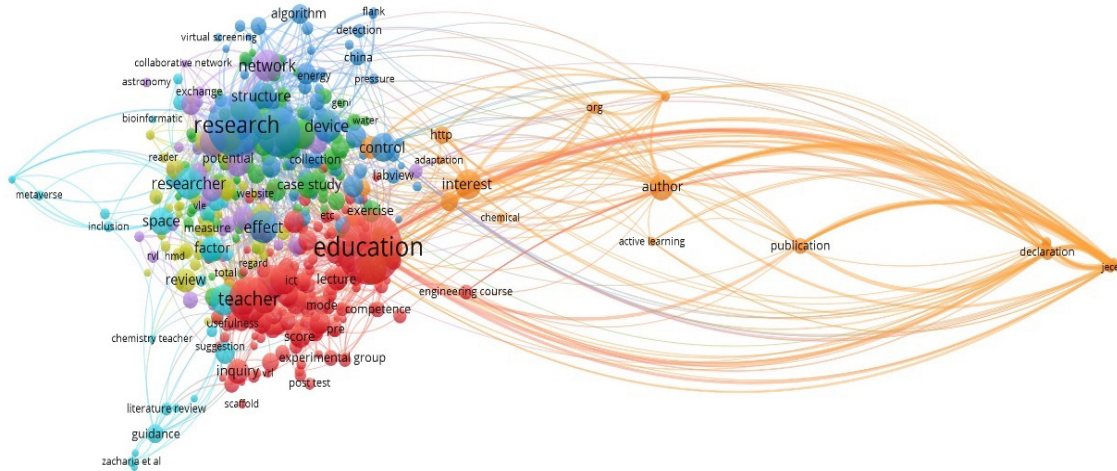 algorithm
flank
virtual screening
detection
collaborative network
network
china
astronomy
energy
pressure
exchange
structure
geni
org
bioinformatic
research
device
water
http
reader
potential
collection
control
adaptation
researcher
labview
interest
author
metaverse
website
case study
vle
etc
exercise
chemical
inclusion
space
measure
effect
education
active learning
publication
declaration
rvl
hmd
factor
regard
jece
review
total
ict
lecture
engineering course
teacher
mode
competence
usefulness
chemistry teacher
score
pre
suggestion
experimental group
inquiry
vrl
post test
scaffold
literature review
guidance
zacharia et al